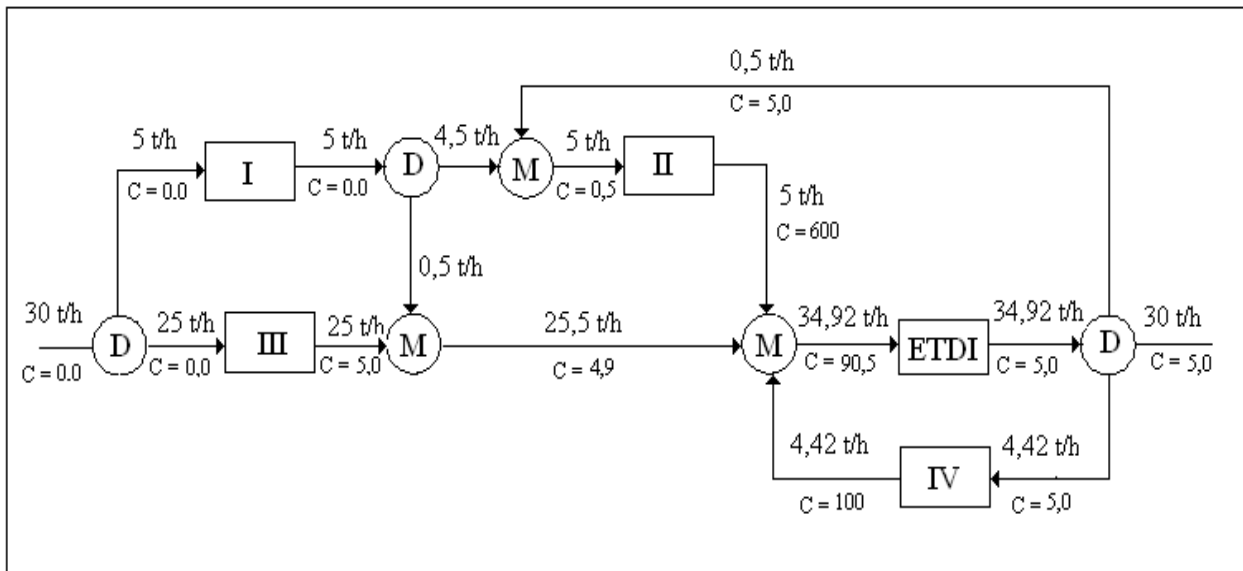 0,5 t/h
C = 5,0
5 t/h
5 t/h
4,5 t/h
5 t/h
I
D
M
II
C = 0.0
C = 0.0
C = 0,5
5 t/h
C = 600
0,5 t/h
30 t/h
25 t/h
25 t/h
25,5 t/h
34,92 t/h
34,92 t/h
30 t/h
D
III
M
M
ETDI
D
C = 0.0
C = 0,0
C = 5,0
C = 4,9
C = 90,5
C = 5,0
C = 5,0
4,42 t/h
4,42 t/h
IV
C = 100
C = 5,0